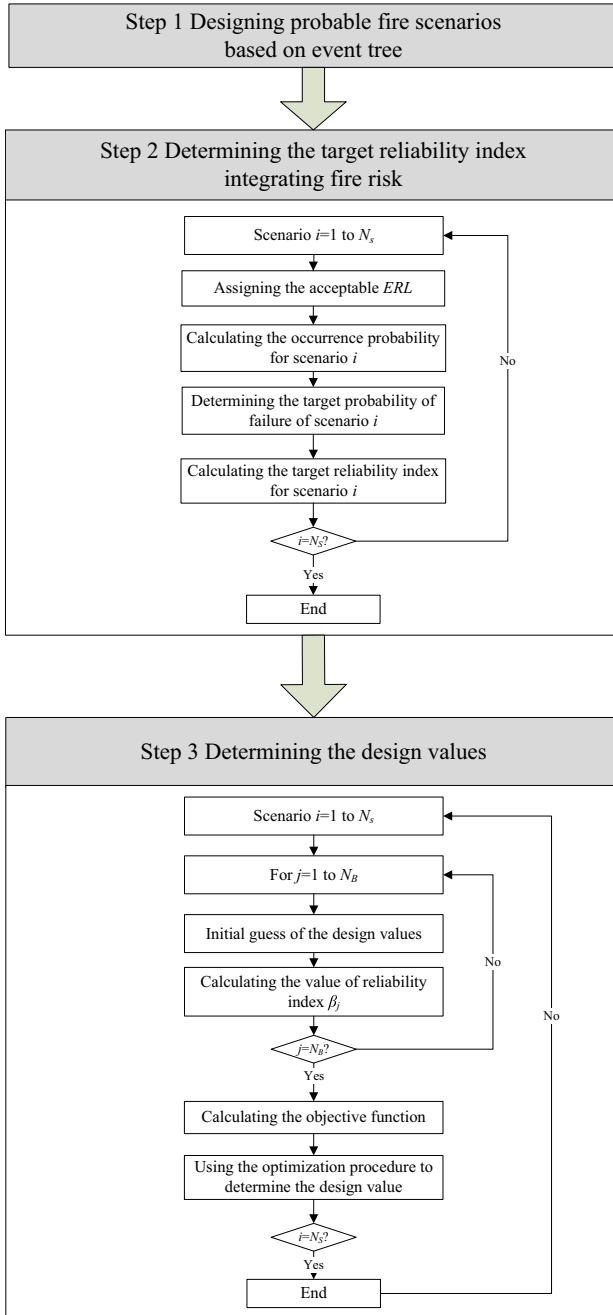 Step 1 Designing probable fire scenarios
based on event tree
Step 2 Determining the target reliability index
integrating fire risk
Scenario i=1 to Ns
Assigning the acceptable ERL
Calculating the occurrence probability
for scenario i
No
Determining the target probability of
failure of scenario i
Calculating the target reliability index
for scenario i
i=NS?
Yes
End
Step 3 Determining the design values
Scenario i=1 to Ns
For j=1 to NB
Initial guess of the design values
No
Calculating the value of reliability
index βj
No
j=NB?
Yes
Calculating the objective function
Using the optimization procedure to
determine the design value
i=NS?
Yes
End